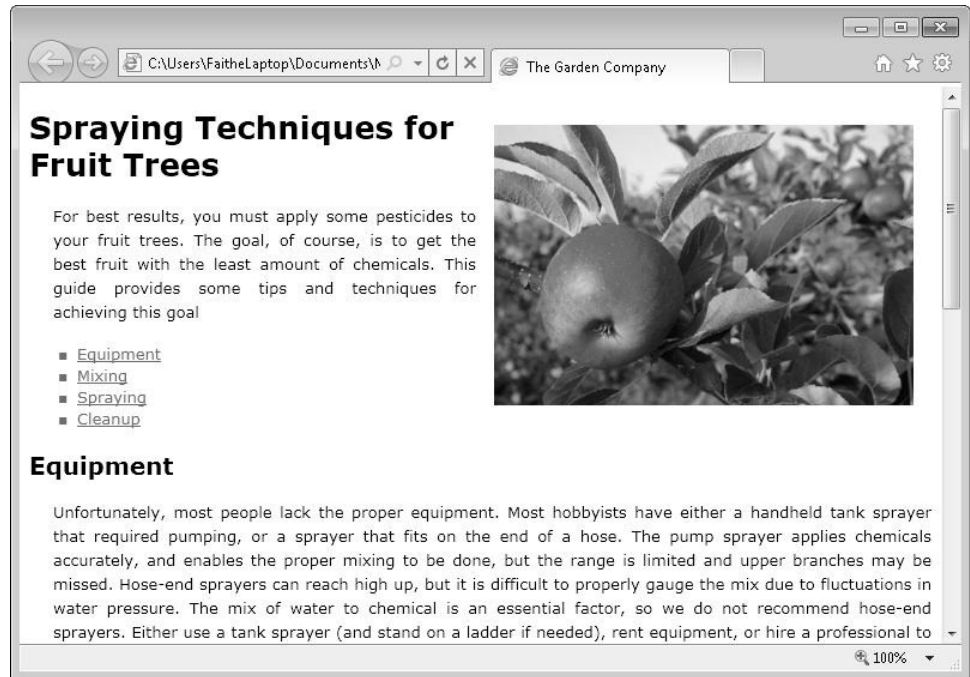 C:\Users\FaitheLaptop\Documents\M
The Garden Company
Spraying Techniques for
Fruit Trees
For best results, you must apply some pesticides to
your fruit trees. The goal, of course, is to get the
best fruit with the least amount of chemicals. This
guide provides some tips and techniques for
achieving this goal
Equipment
Mixing
Spraying
Cleanup
Equipment
Unfortunately, most people lack the proper equipment. Most hobbyists have either a handheld tank sprayer
that required pumping, or a sprayer that fits on the end of a hose. The pump sprayer applies chemicals
accurately, and enables the proper mixing to be done, but the range is limited and upper branches may be
missed. Hose-end sprayers can reach high up, but it is difficult to properly gauge the mix due to fluctuations in
water pressure. The mix of water to chemical is an essential factor, so we do not recommend hose-end
sprayers. Either use a tank sprayer (and stand on a ladder if needed), rent equipment, or hire a professional to
100%